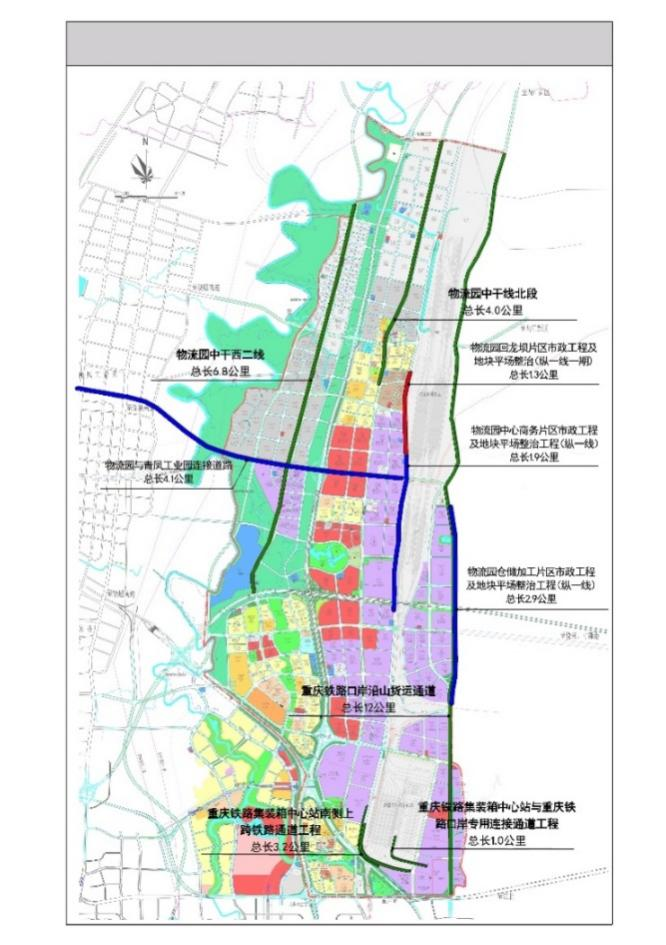 N
物流园中干线北段
总长4.0公里
物流园回龙坝片区市政工程及
地块平场整治(纵一线一期)
总长1.3公里
物流园中干西二线
总长6.8公里
物流园中心商务片区市政工程
及地块平场整治工程(纵一线)
总长1.9公里
物流园与青凤工业园连接道路
总长4.1公里
物流园仓储加工片区市政工程
及地块平场整治工程(纵一线)
总长2.9公里
重庆铁路口岸沿山货运通道
总长12公里
重庆铁路集装箱中心站南侧上
跨铁路通道工程
总长3.2公里
重庆铁路集装箱中心站与重庆铁
路口岸专用连接通道工程
总长1.0公里